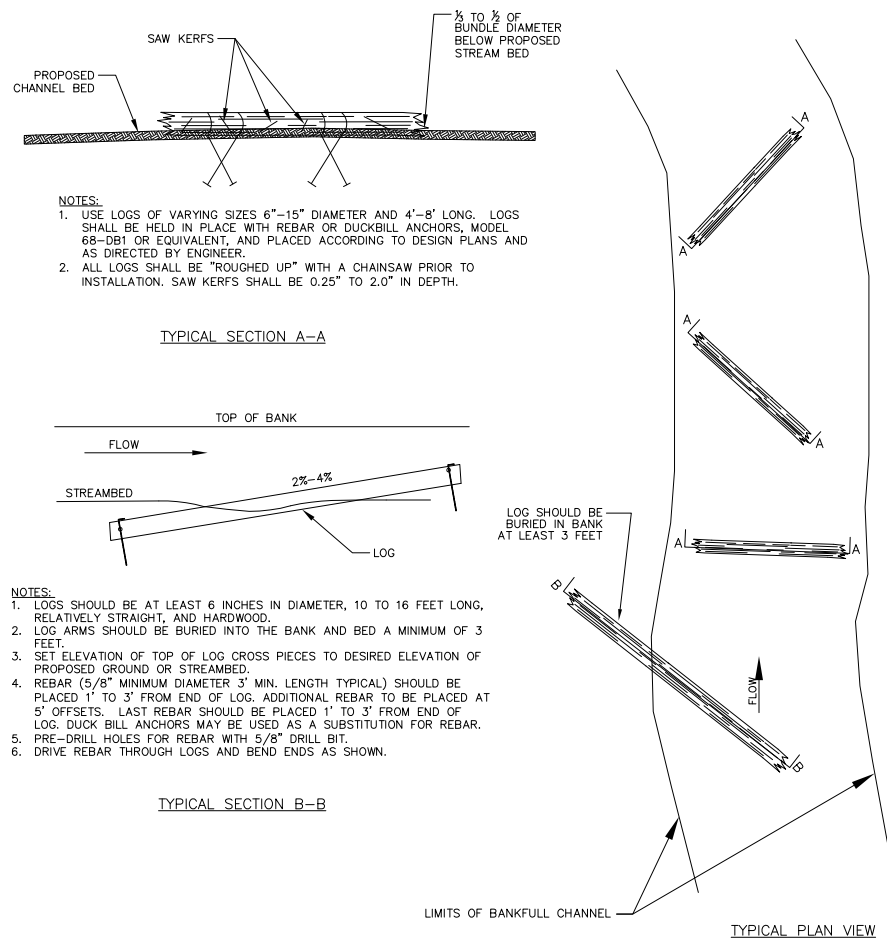 SAW KERFS
⅓ TO ½ OF
BUNDLE DIAMETER
BELOW PROPOSED
STREAM BED
PROPOSED
CHANNEL BED
NOTES:
1. USE LOGS OF VARYING SIZES 6"-15" DIAMETER AND 4'-8' LONG. LOGS
SHALL BE HELD IN PLACE WITH REBAR OR DUCKBILL ANCHORS, MODEL
68-DB1 OR EQUIVALENT, AND PLACED ACCORDING TO DESIGN PLANS AND
AS DIRECTED BY ENGINEER.
2. ALL LOGS SHALL BE "ROUGHED UP" WITH A CHAINSAW PRIOR TO
INSTALLATION. SAW KERFS SHALL BE 0.25" TO 2.0" IN DEPTH.
TYPICAL SECTION A-A
TOP OF BANK
FLOW
2%-4%
STREAMBED
LOG
NOTES:
1. LOGS SHOULD BE AT LEAST 6 INCHES IN DIAMETER, 10 TO 16 FEET LONG,
RELATIVELY STRAIGHT, AND HARDWOOD.
2. LOG ARMS SHOULD BE BURIED INTO THE BANK AND BED A MINIMUM OF 3
FEET.
3. SET ELEVATION OF TOP OF LOG CROSS PIECES TO DESIRED ELEVATION OF
PROPOSED GROUND OR STREAMBED.
4. REBAR (5/8" MINIMUM DIAMETER 3' MIN. LENGTH TYPICAL) SHOULD BE
PLACED 1' TO 3' FROM END OF LOG. ADDITIONAL REBAR TO BE PLACED AT
5' OFFSETS. LAST REBAR SHOULD BE PLACED 1' TO 3' FROM END OF
LOG. DUCK BILL ANCHORS MAY BE USED AS A SUBSTITUTION FOR REBAR.
5. PRE-DRILL HOLES FOR REBAR WITH 5/8" DRILL BIT.
6. DRIVE REBAR THROUGH LOGS AND BEND ENDS AS SHOWN.
TYPICAL SECTION B-B
A
A
A
A
LOG SHOULD BE
BURIED IN BANK
AT LEAST 3 FEET
A
A
B
FLOW
B
LIMITS OF BANKFULL CHANNEL
TYPICAL PLAN VIEW